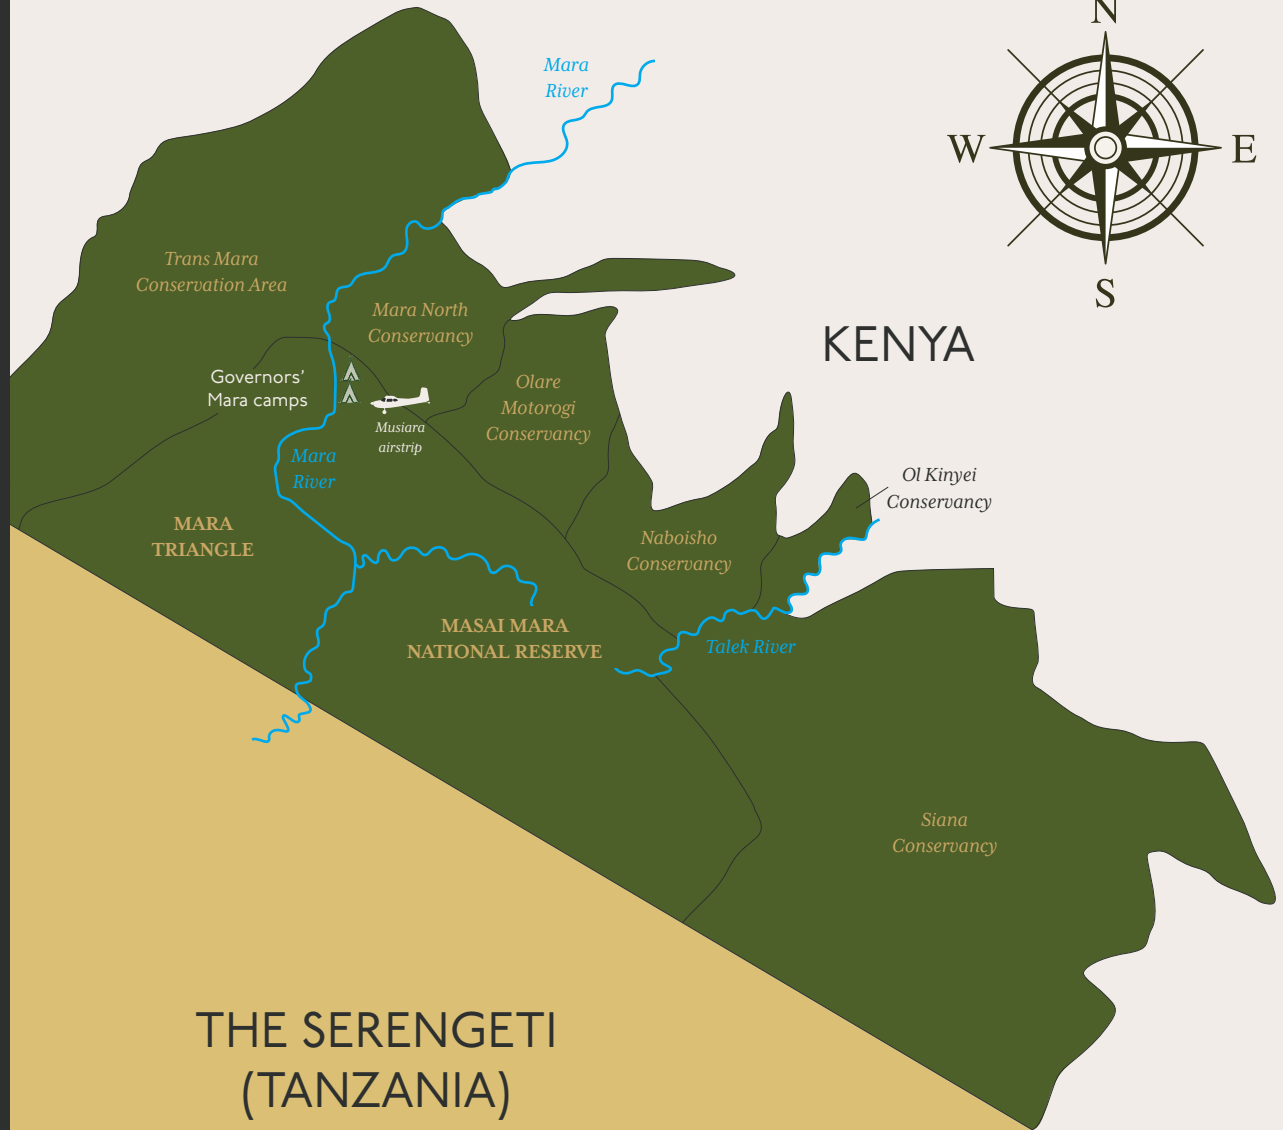 N
Mara
River
W
E
Trans Mara
Conservation Area
S
Mara North
Conservancy
KENYA
Governors'
Mara camps
Olare
Motorogi
Conservancy
Musiara
airstrip
Mara
River
Ol Kinyei
Conservancy
MARA
TRIANGLE
Naboisho
Conservancy
MASAI MARA
NATIONAL RESERVE
Talek River
Siana
Conservancy
THE SERENGETI
(TANZANIA)